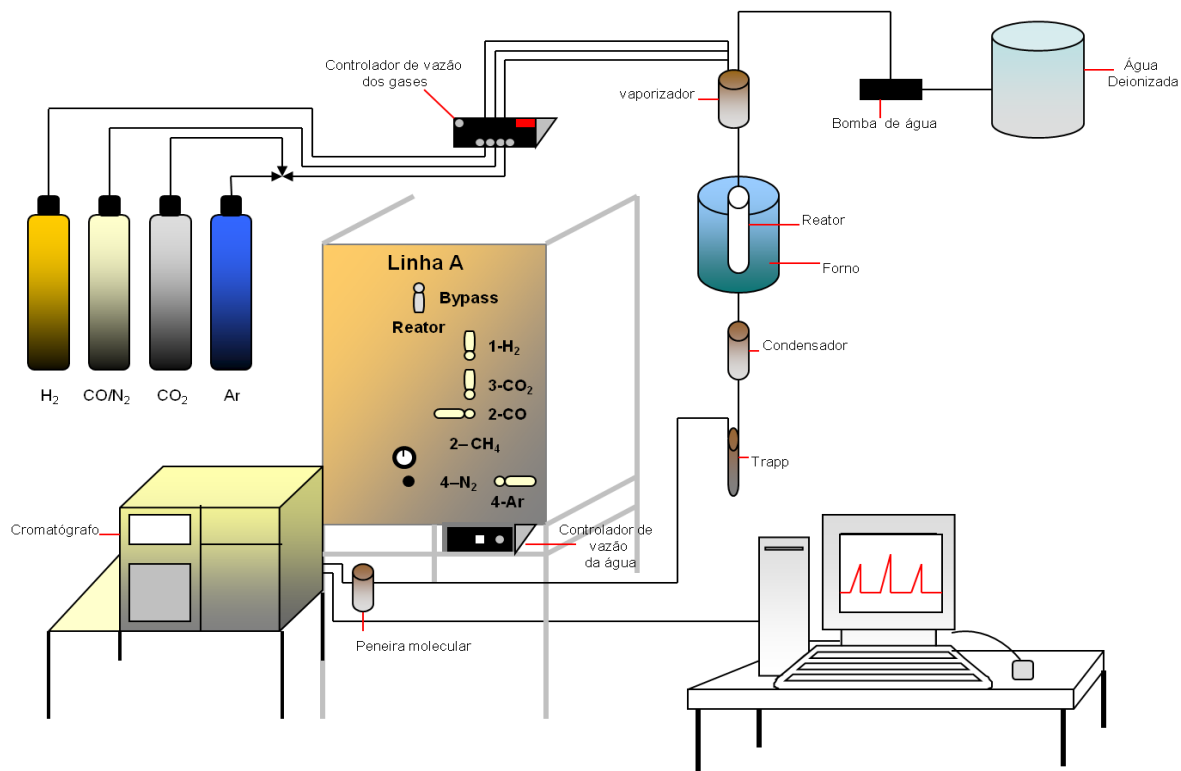 Controlador de vazão
dos gases
vaporizador
Bomba de água
Água
Deionizada
Reator
Forno
H2
CO/N2
CO2
Ar
Linha A
Bypass
Reator
1-H2
3-CO2
2-CO
2–CH4
4–N2
4-Ar
Condensador
Trapp
Cromatógrafo
Controlador de
vazão
da água
Peneira molecular